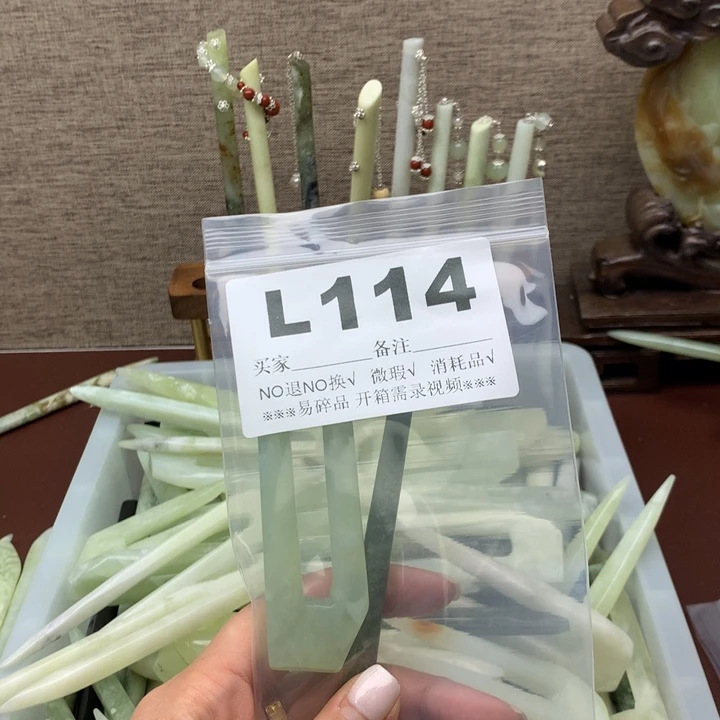 L114
买家________备注________
NO退NO换√ 微瑕√ 消耗品√
※※※易碎品 开箱需录视频※※※